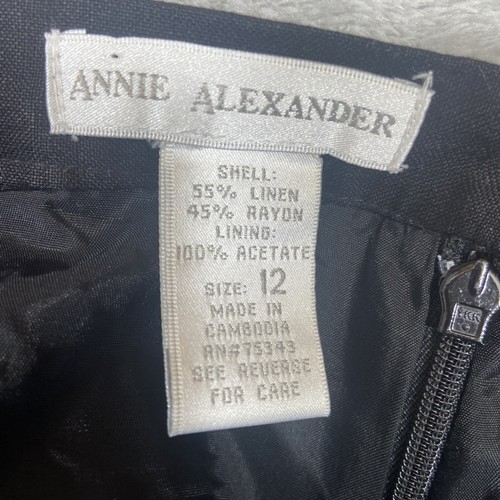 ANNIE ALEXANDER
SHELL:
55% LINEN
45% RAYON
LINING:
100% ACETATE
SIZE: 12
MADE IN
CAMBODIA
RN#75343
SEE REVERSE
FOR CARE